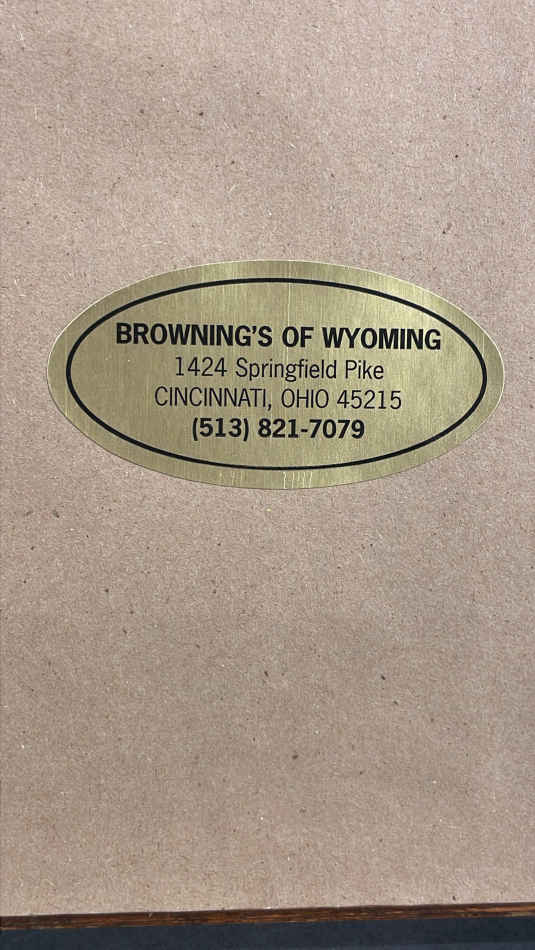 BROWNING'S OF WYOMING
1424 Springfield Pike
CINCINNATI, OHIO 45215
(513) 821-7079